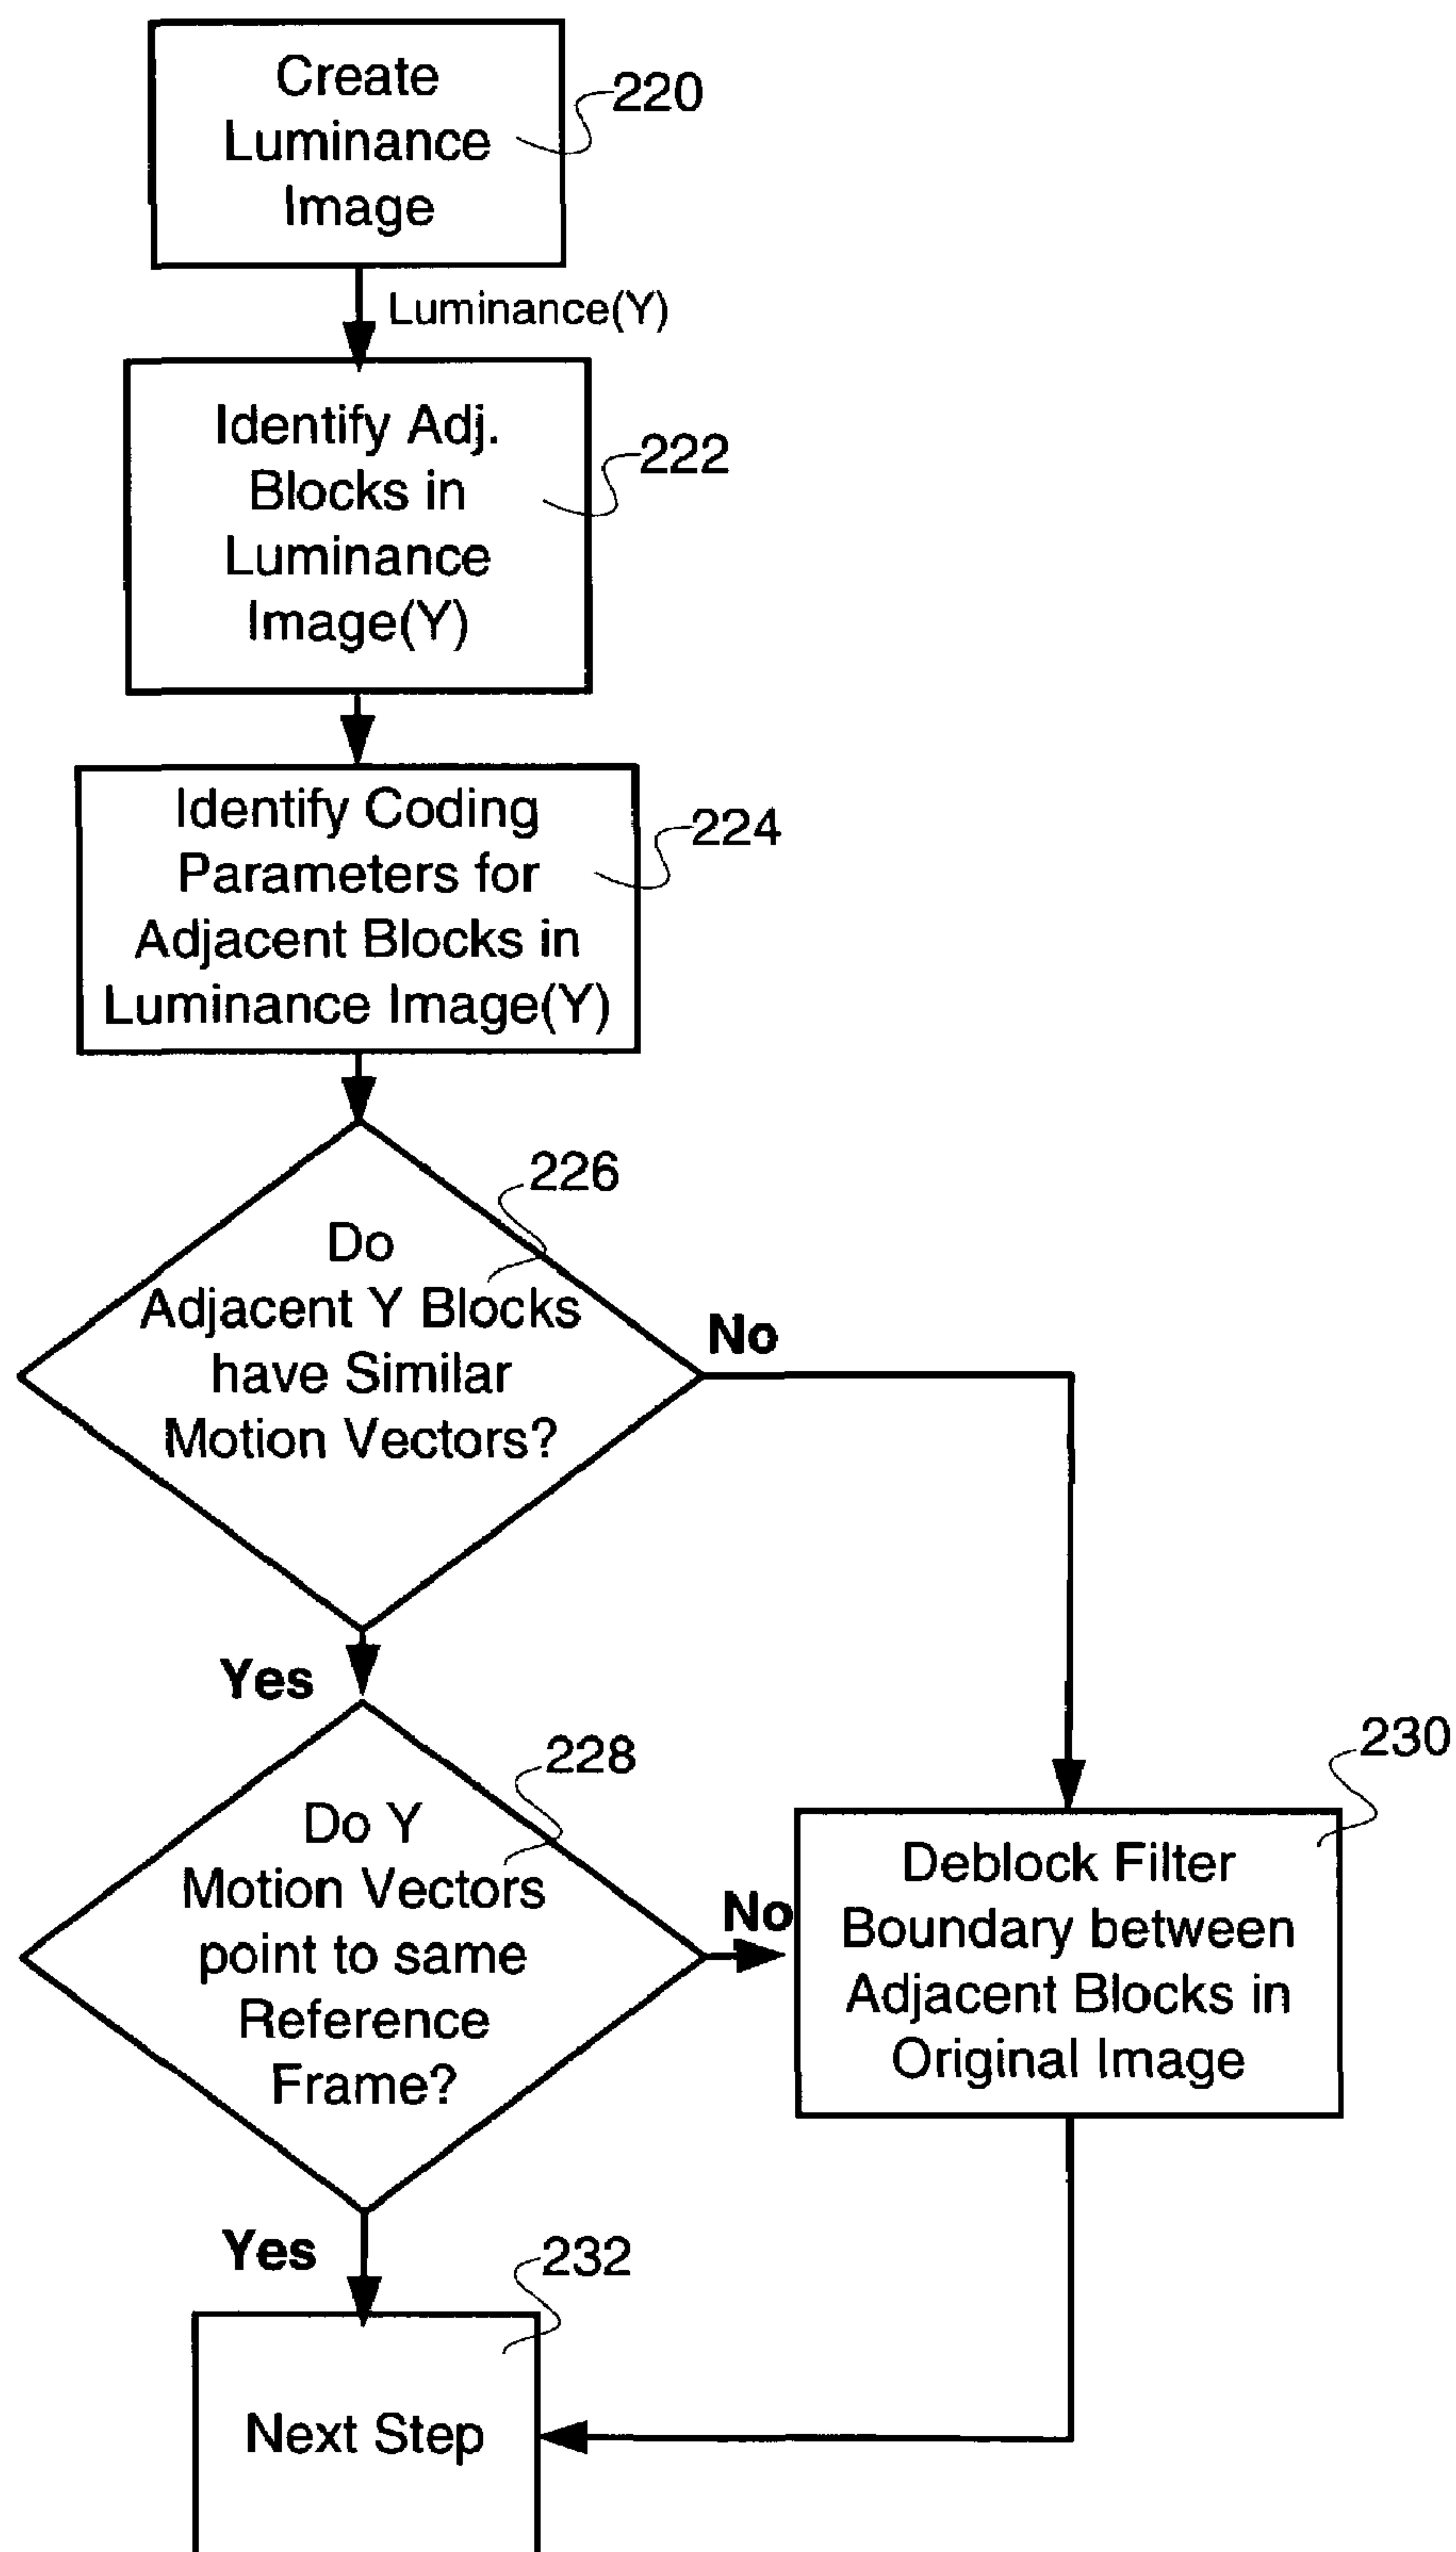 Create
Luminance
Image
220
Luminance(Y)
Identify Adj.
Blocks in
Luminance
Image(Y)
222
Identify Coding
Parameters for
Adjacent Blocks in
Luminance Image(Y)
224
226
Do
Adjacent Y Blocks
have Similar
Motion Vectors?
No
Yes
228
Do Y
Motion Vectors
point to same
Reference
Frame?
No
230
Deblock Filter
Boundary between
Adjacent Blocks in
Original Image
Yes
232
Next Step